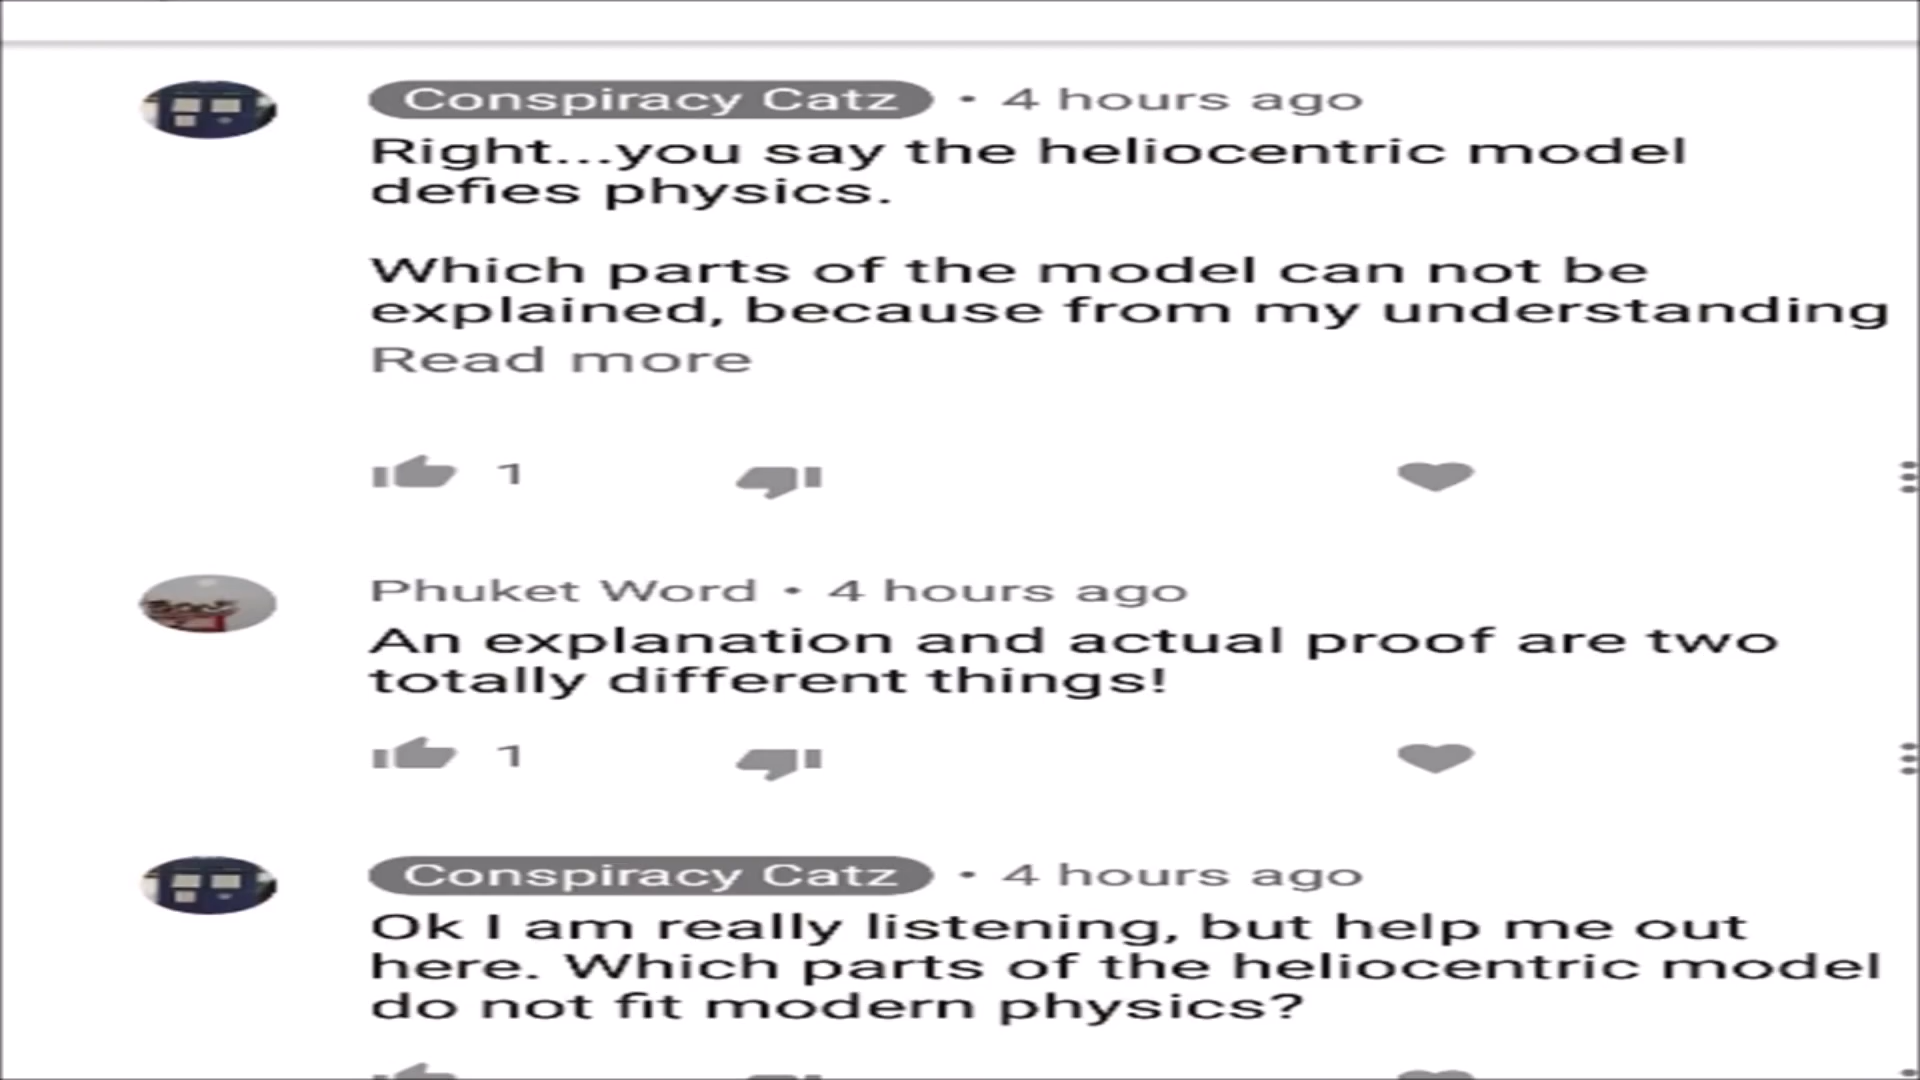 Conspiracy Catz • 4 hours ago
Right...you say the heliocentric model
defies physics.
Which parts of the model can not be
explained, because from my understanding
Read more
1
Phuket Word • 4 hours ago
An explanation and actual proof are two
totally different things!
1
Conspiracy Catz • 4 hours ago
Ok I am really listening, but help me out
here. Which parts of the heliocentric model
do not fit modern physics?